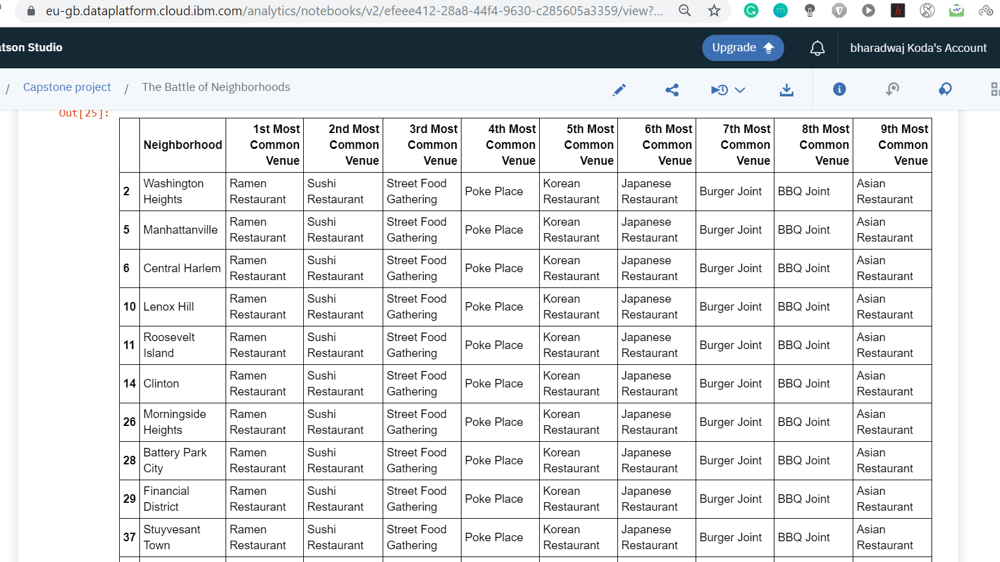 eu-gb.dataplatform.cloud.ibm.com/analytics/notebooks/v2/efeee412-28a8-44f4-9630-c285605a3359/view?...
tson Studio
Upgrade
bharadwaj Koda's Account
/ Capstone project / The Battle of Neighborhoods
Out[25]:
Neighborhood 1st Most Common Venue 2nd Most Common Venue 3rd Most Common Venue 4th Most Common Venue 5th Most Common Venue 6th Most Common Venue 7th Most Common Venue 8th Most Common Venue 9th Most Common Venue
2 Washington Heights Ramen Restaurant Sushi Restaurant Street Food Gathering Poke Place Korean Restaurant Japanese Restaurant Burger Joint BBQ Joint Asian Restaurant
5 Manhattanville Ramen Restaurant Sushi Restaurant Street Food Gathering Poke Place Korean Restaurant Japanese Restaurant Burger Joint BBQ Joint Asian Restaurant
6 Central Harlem Ramen Restaurant Sushi Restaurant Street Food Gathering Poke Place Korean Restaurant Japanese Restaurant Burger Joint BBQ Joint Asian Restaurant
10 Lenox Hill Ramen Restaurant Sushi Restaurant Street Food Gathering Poke Place Korean Restaurant Japanese Restaurant Burger Joint BBQ Joint Asian Restaurant
11 Roosevelt Island Ramen Restaurant Sushi Restaurant Street Food Gathering Poke Place Korean Restaurant Japanese Restaurant Burger Joint BBQ Joint Asian Restaurant
14 Clinton Ramen Restaurant Sushi Restaurant Street Food Gathering Poke Place Korean Restaurant Japanese Restaurant Burger Joint BBQ Joint Asian Restaurant
26 Morningside Heights Ramen Restaurant Sushi Restaurant Street Food Gathering Poke Place Korean Restaurant Japanese Restaurant Burger Joint BBQ Joint Asian Restaurant
28 Battery Park City Ramen Restaurant Sushi Restaurant Street Food Gathering Poke Place Korean Restaurant Japanese Restaurant Burger Joint BBQ Joint Asian Restaurant
29 Financial District Ramen Restaurant Sushi Restaurant Street Food Gathering Poke Place Korean Restaurant Japanese Restaurant Burger Joint BBQ Joint Asian Restaurant
37 Stuyvesant Town Ramen Restaurant Sushi Restaurant Street Food Gathering Poke Place Korean Restaurant Japanese Restaurant Burger Joint BBQ Joint Asian Restaurant